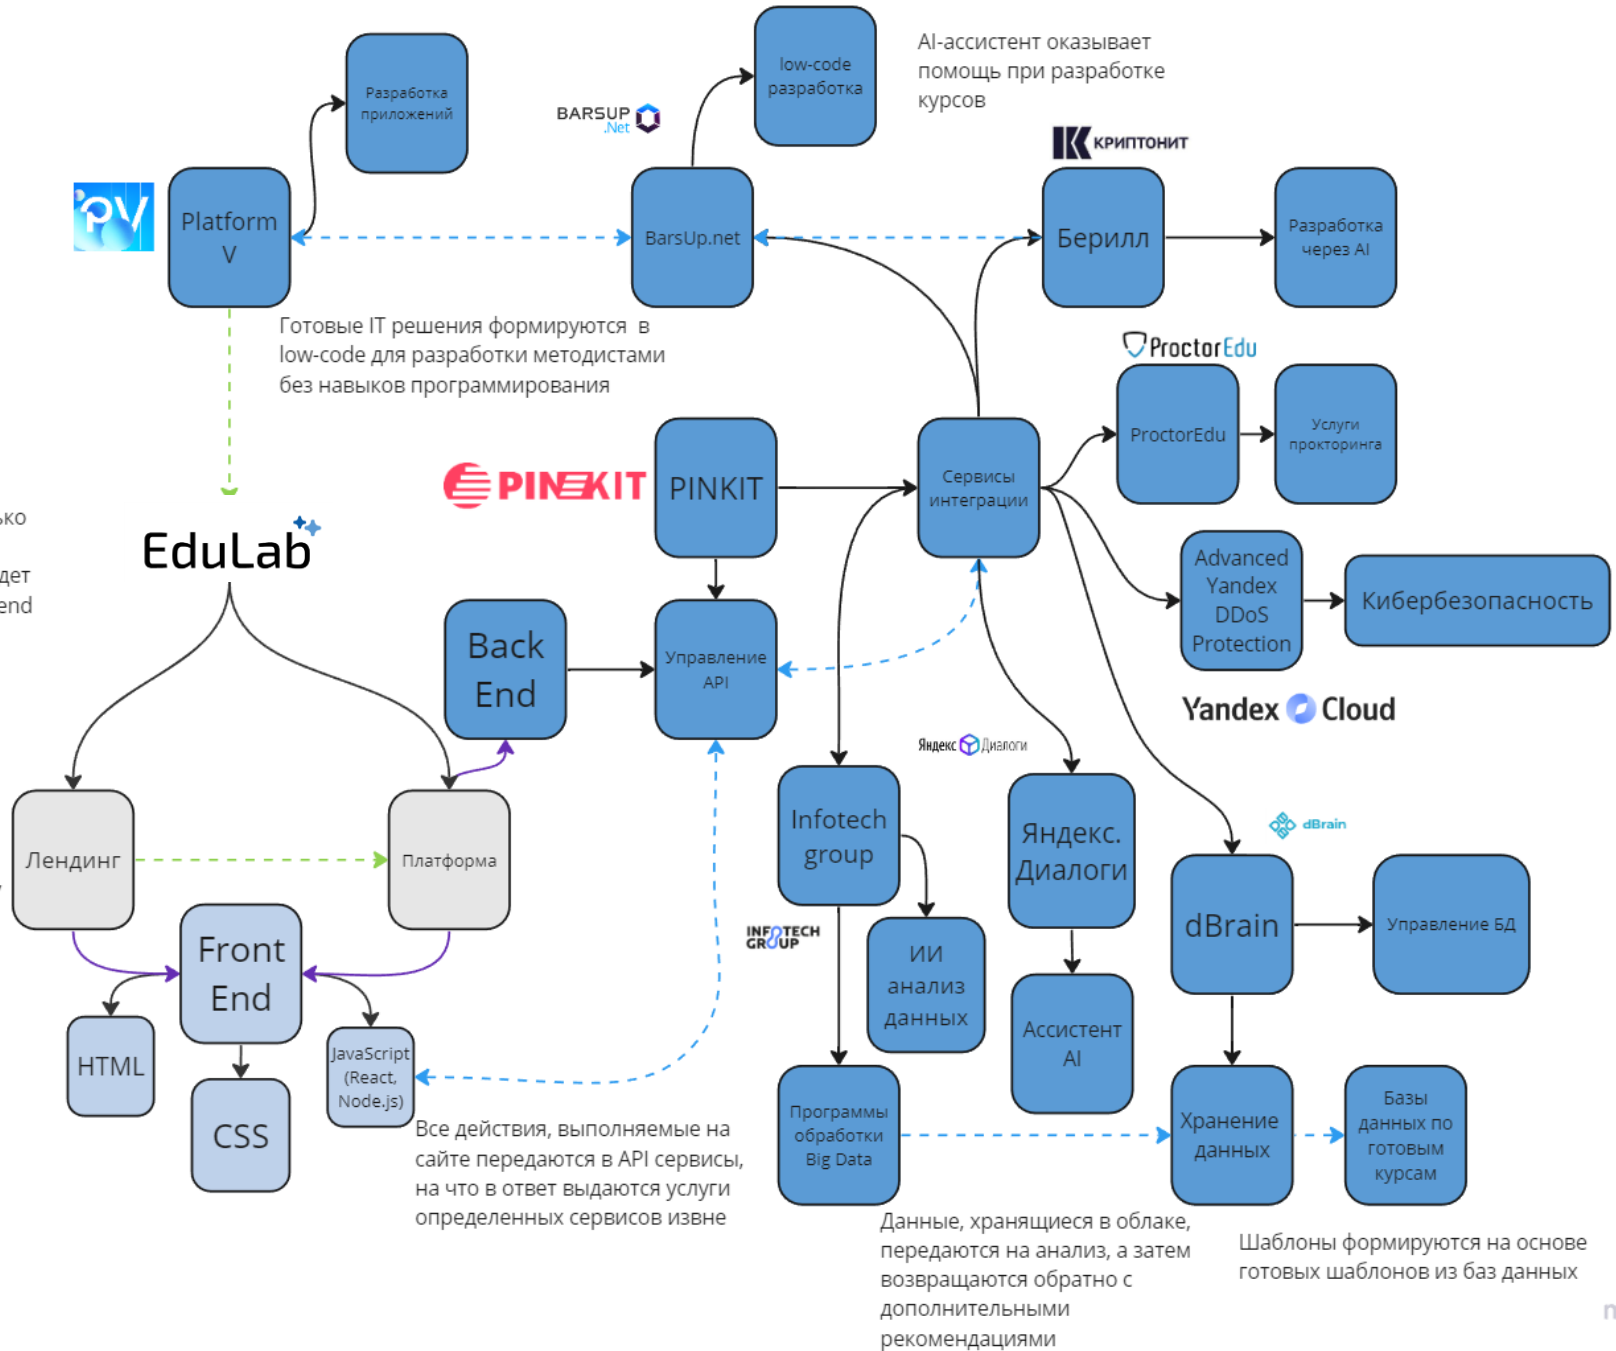 Разработка
приложений
low-code
разработка
AI-ассистент оказывает
помощь при разработке
курсов
BARSUP
.Net
КРИПТОНИТ
PV
Platform
V
BarsUp.net
Берилл
Разработка
через AI
Готовые IT решения формируются в
low-code для разработки методистами
без навыков программирования
ProctorEdu
ProctorEdu
Услуги
прокторинга
PINKIT
PINKIT
Сервисы
интеграции
EduLab
Advanced
Yandex
DDoS
Protection
Кибербезопасность
Yandex Cloud
Back
End
Управление
API
Яндекс Диалоги
Лендинг
Платформа
Infotech
group
Яндекс.
Диалоги
dBrain
dBrain
Управление БД
INFOTECH
GROUP
Front
End
ИИ
анализ
данных
Ассистент
AI
HTML
CSS
JavaScript
(React,
Node.js)
Программы
обработки
Big Data
Хранение
данных
Базы
данных по
готовым
курсам
Все действия, выполняемые на
сайте передаются в API сервисы,
на что в ответ выдаются услуги
определенных сервисов извне
Данные, хранящиеся в облаке,
передаются на анализ, а затем
возвращаются обратно с
дополнительными
рекомендациями
Шаблоны формируются на основе
готовых шаблонов из баз данных